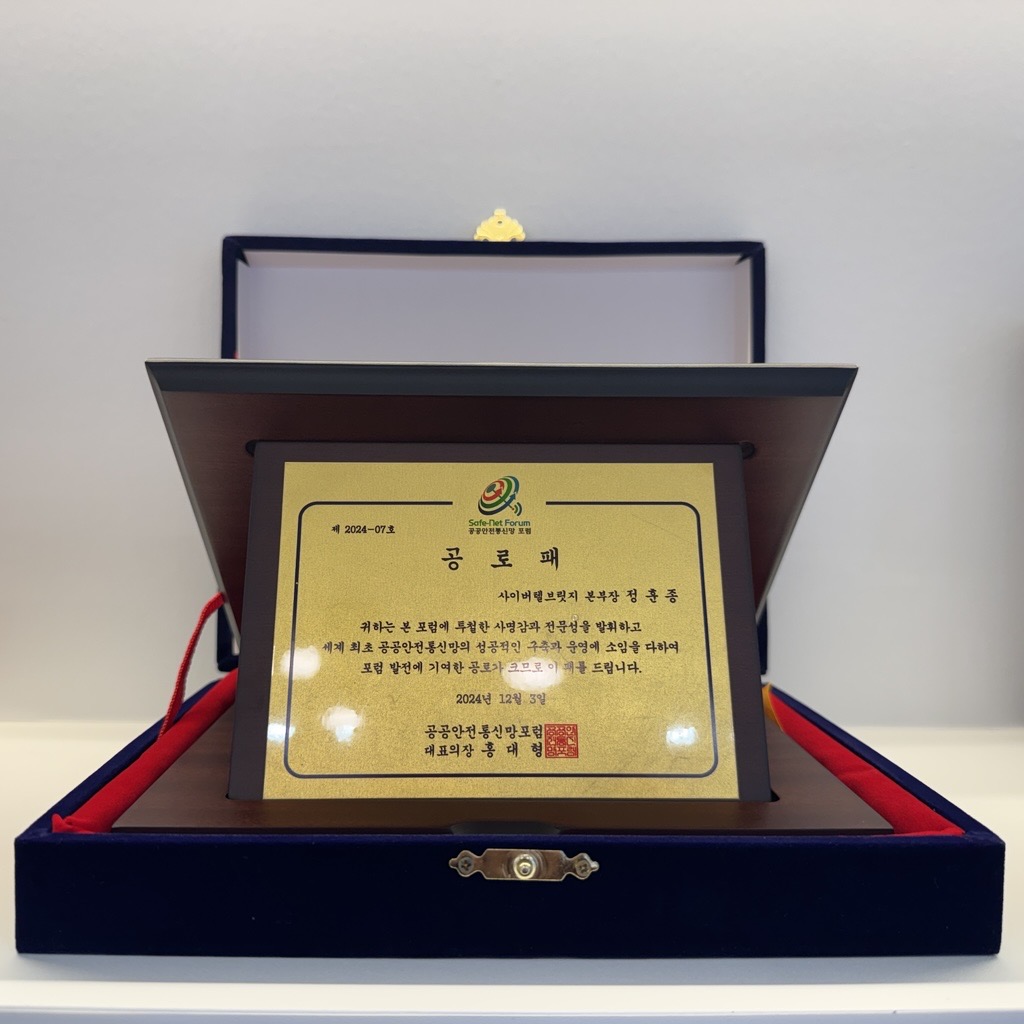 Safe-Net Forum
공공안전통신망 포럼
제 2024-07호
공 로 패
사이버텔브릿지 본부장 정 훈 종
귀하는 본 포럼에 투철한 사명감과 전문성을 발휘하고
세계 최초 공공안전통신망의 성공적인 구축과 운영에 소임을 다하여
포럼 발전에 기여한 공로가 크므로 이 패를 드립니다.
2024년 12월 3일
공공안전통신망포럼
대표의장 홍 대 형